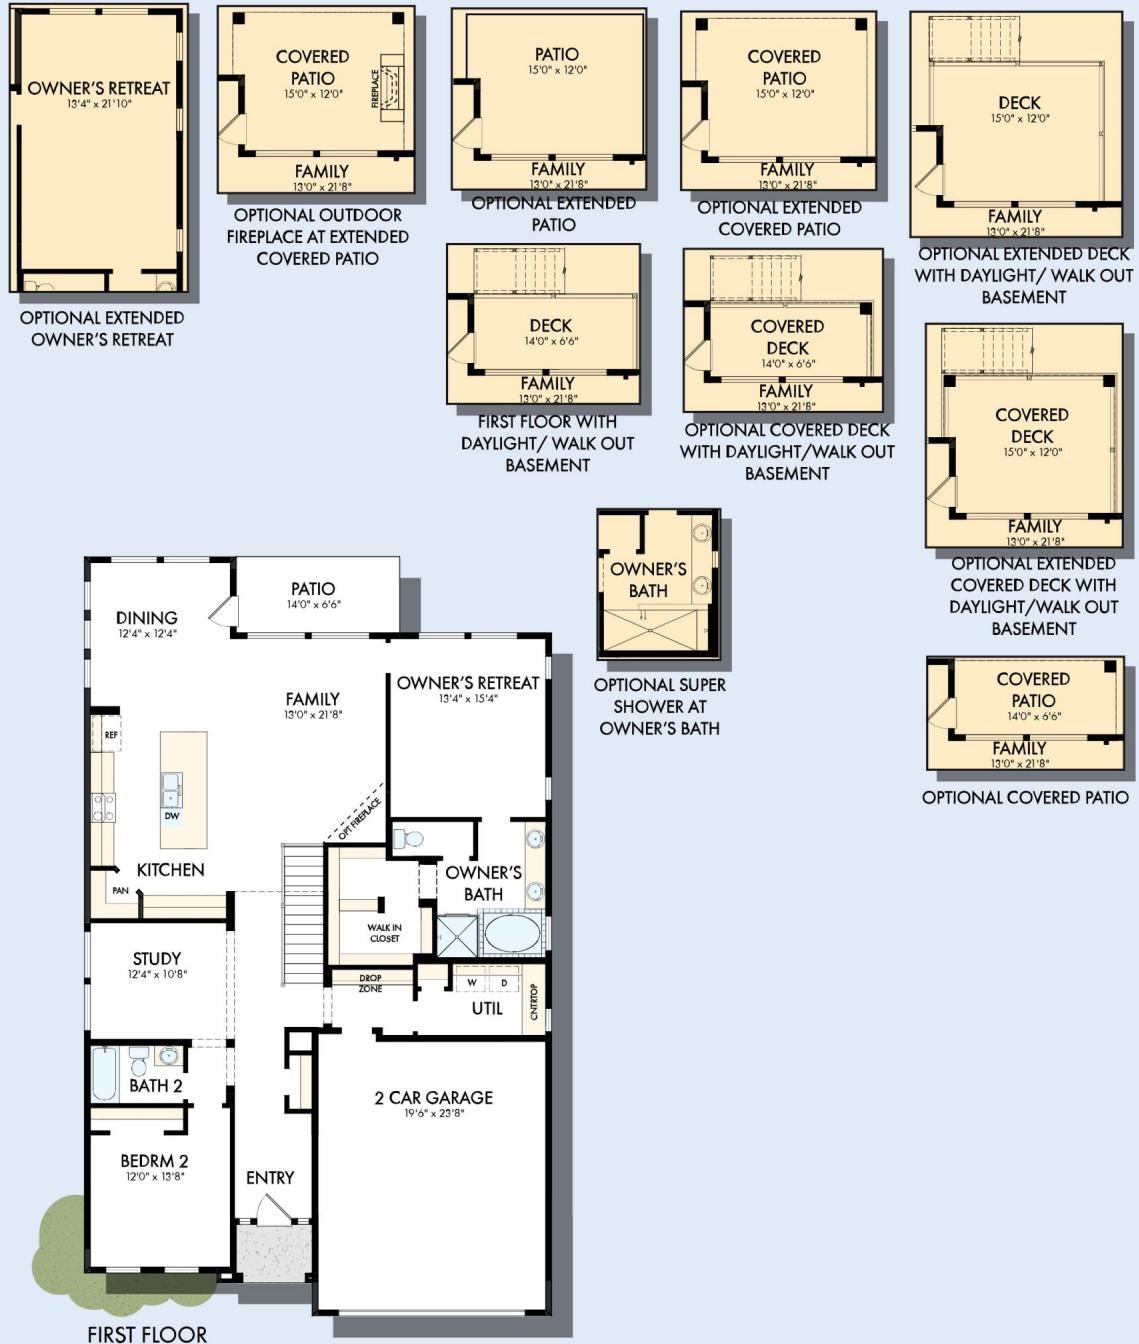 OWNER'S RETREAT
13'4" x 21'10"
OPTIONAL EXTENDED
OWNER'S RETREAT
COVERED
PATIO
15'0" x 12'0"
FIREPLACE
FAMILY
13'0" x 21'8"
OPTIONAL OUTDOOR
FIREPLACE AT EXTENDED
COVERED PATIO
PATIO
15'0" x 12'0"
FAMILY
13'0" x 21'8"
OPTIONAL EXTENDED
PATIO
COVERED
PATIO
15'0" x 12'0"
FAMILY
13'0" x 21'8"
OPTIONAL EXTENDED
COVERED PATIO
DECK
15'0" x 12'0"
FAMILY
13'0" x 21'8"
OPTIONAL EXTENDED DECK
WITH DAYLIGHT/ WALK OUT
BASEMENT
DECK
14'0" x 6'6"
FAMILY
13'0" x 21'8"
FIRST FLOOR WITH
DAYLIGHT/ WALK OUT
BASEMENT
COVERED
DECK
14'0" x 6'6"
FAMILY
13'0" x 21'8"
OPTIONAL COVERED DECK
WITH DAYLIGHT/WALK OUT
BASEMENT
COVERED
DECK
15'0" x 12'0"
FAMILY
13'0" x 21'8"
OPTIONAL EXTENDED
COVERED DECK WITH
DAYLIGHT/WALK OUT
BASEMENT
OWNER'S
BATH
OPTIONAL SUPER
SHOWER AT
OWNER'S BATH
COVERED
PATIO
14'0" x 6'6"
FAMILY
13'0" x 21'8"
OPTIONAL COVERED PATIO
PATIO
14'0" x 6'6"
DINING
12'4" x 12'4"
FAMILY
13'0" x 21'8"
OWNER'S RETREAT
13'4" x 15'4"
REF
DW
OPT FIREPLACE
KITCHEN
PAN
OWNER'S
BATH
WALK IN
CLOSET
STUDY
12'4" x 10'8"
DROP
ZONE
W
D
UTIL
CNTRTOP
BATH 2
2 CAR GARAGE
19'6" x 23'8"
BEDRM 2
12'0" x 13'8"
ENTRY
FIRST FLOOR